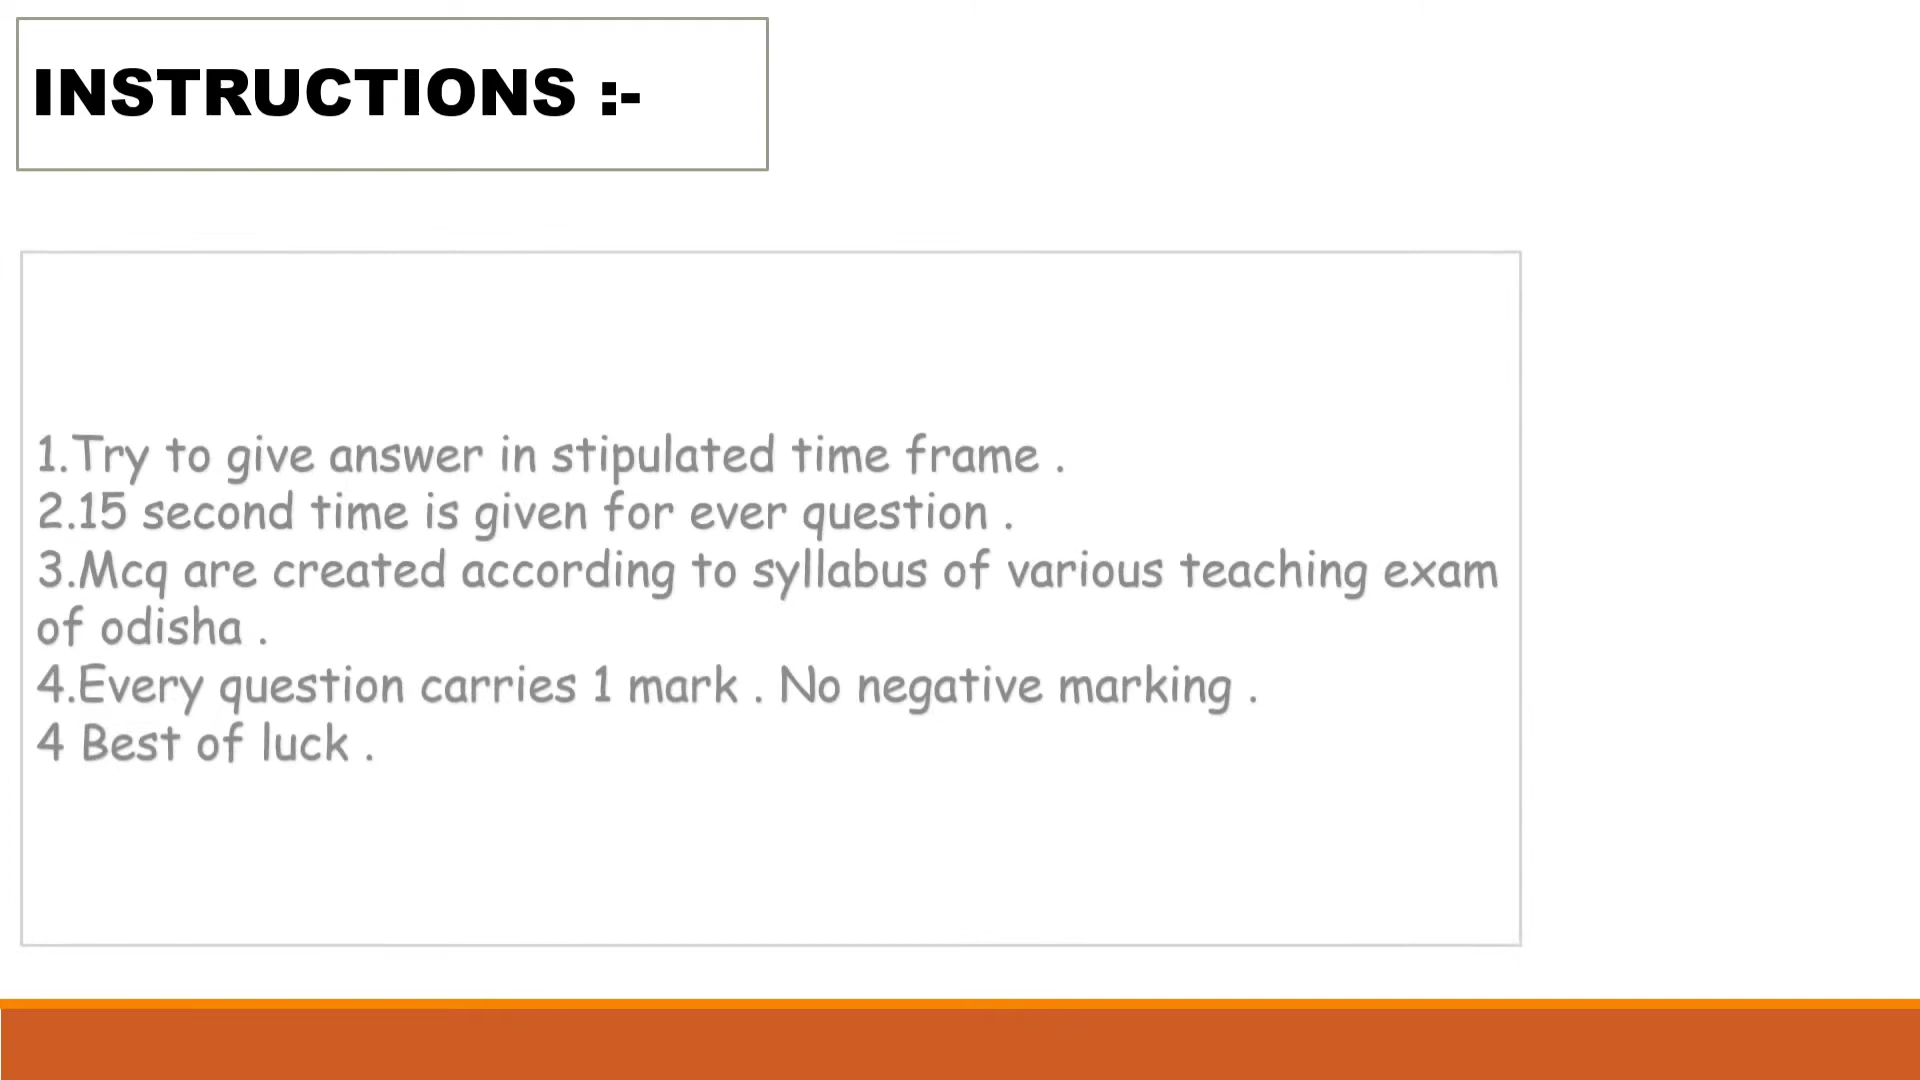 INSTRUCTIONS :-
1.Try to give answer in stipulated time frame .
2.15 second time is given for ever question .
3.Mcq are created according to syllabus of various teaching exam
of odisha .
4.Every question carries 1 mark . No negative marking .
4 Best of luck .